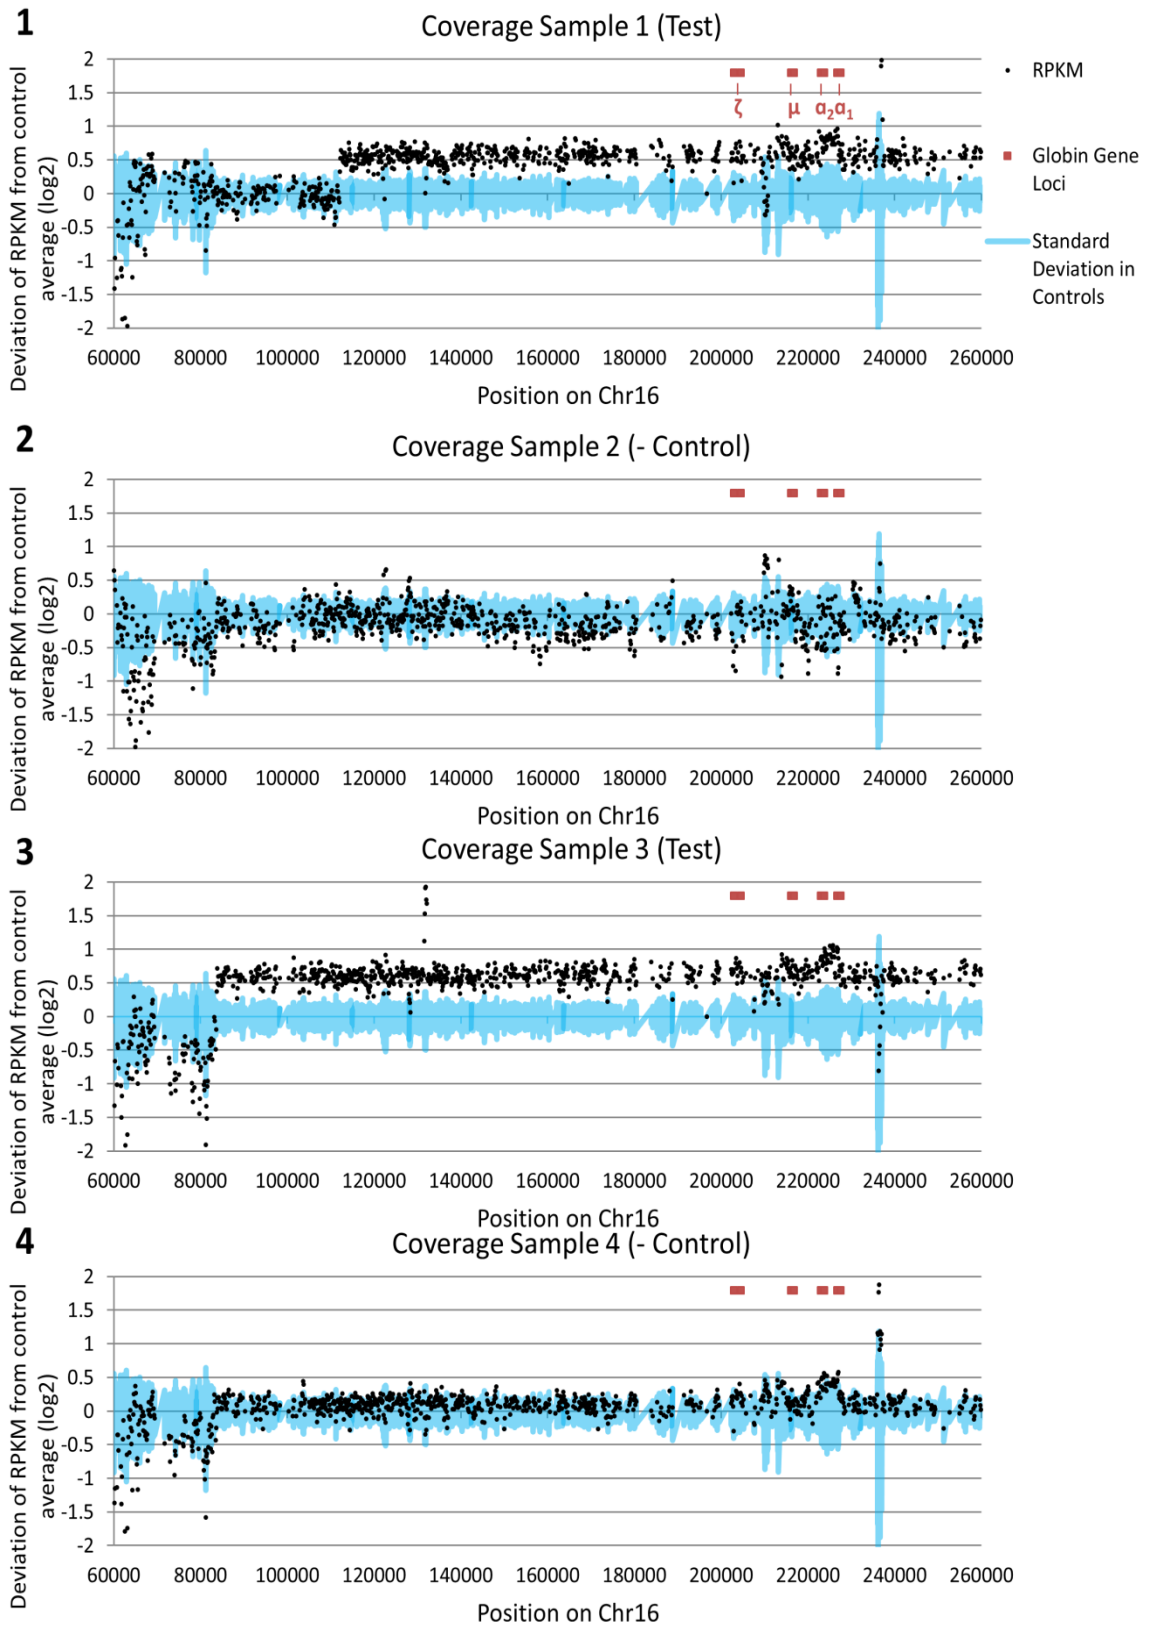 1
Coverage Sample 1 (Test)
Deviation of RPKM from control
average (log2)
2
1.5
1
0.5
0
-0.5
-1
-1.5
-2
ζ
μ
α2
α1
60000 80000 100000 120000 140000 160000 180000 200000 220000 240000 260000
Position on Chr16
RPKM
Globin Gene
Loci
Standard
Deviation in
Controls
2
Coverage Sample 2 (- Control)
Deviation of RPKM from control
average (log2)
2
1.5
1
0.5
0
-0.5
-1
-1.5
-2
60000 80000 100000 120000 140000 160000 180000 200000 220000 240000 260000
Position on Chr16
3
Coverage Sample 3 (Test)
Deviation of RPKM from control
average (log2)
2
1.5
1
0.5
0
-0.5
-1
-1.5
-2
60000 80000 100000 120000 140000 160000 180000 200000 220000 240000 260000
Position on Chr16
4
Coverage Sample 4 (- Control)
Deviation of RPKM from control
average (log2)
2
1.5
1
0.5
0
-0.5
-1
-1.5
-2
60000 80000 100000 120000 140000 160000 180000 200000 220000 240000 260000
Position on Chr16